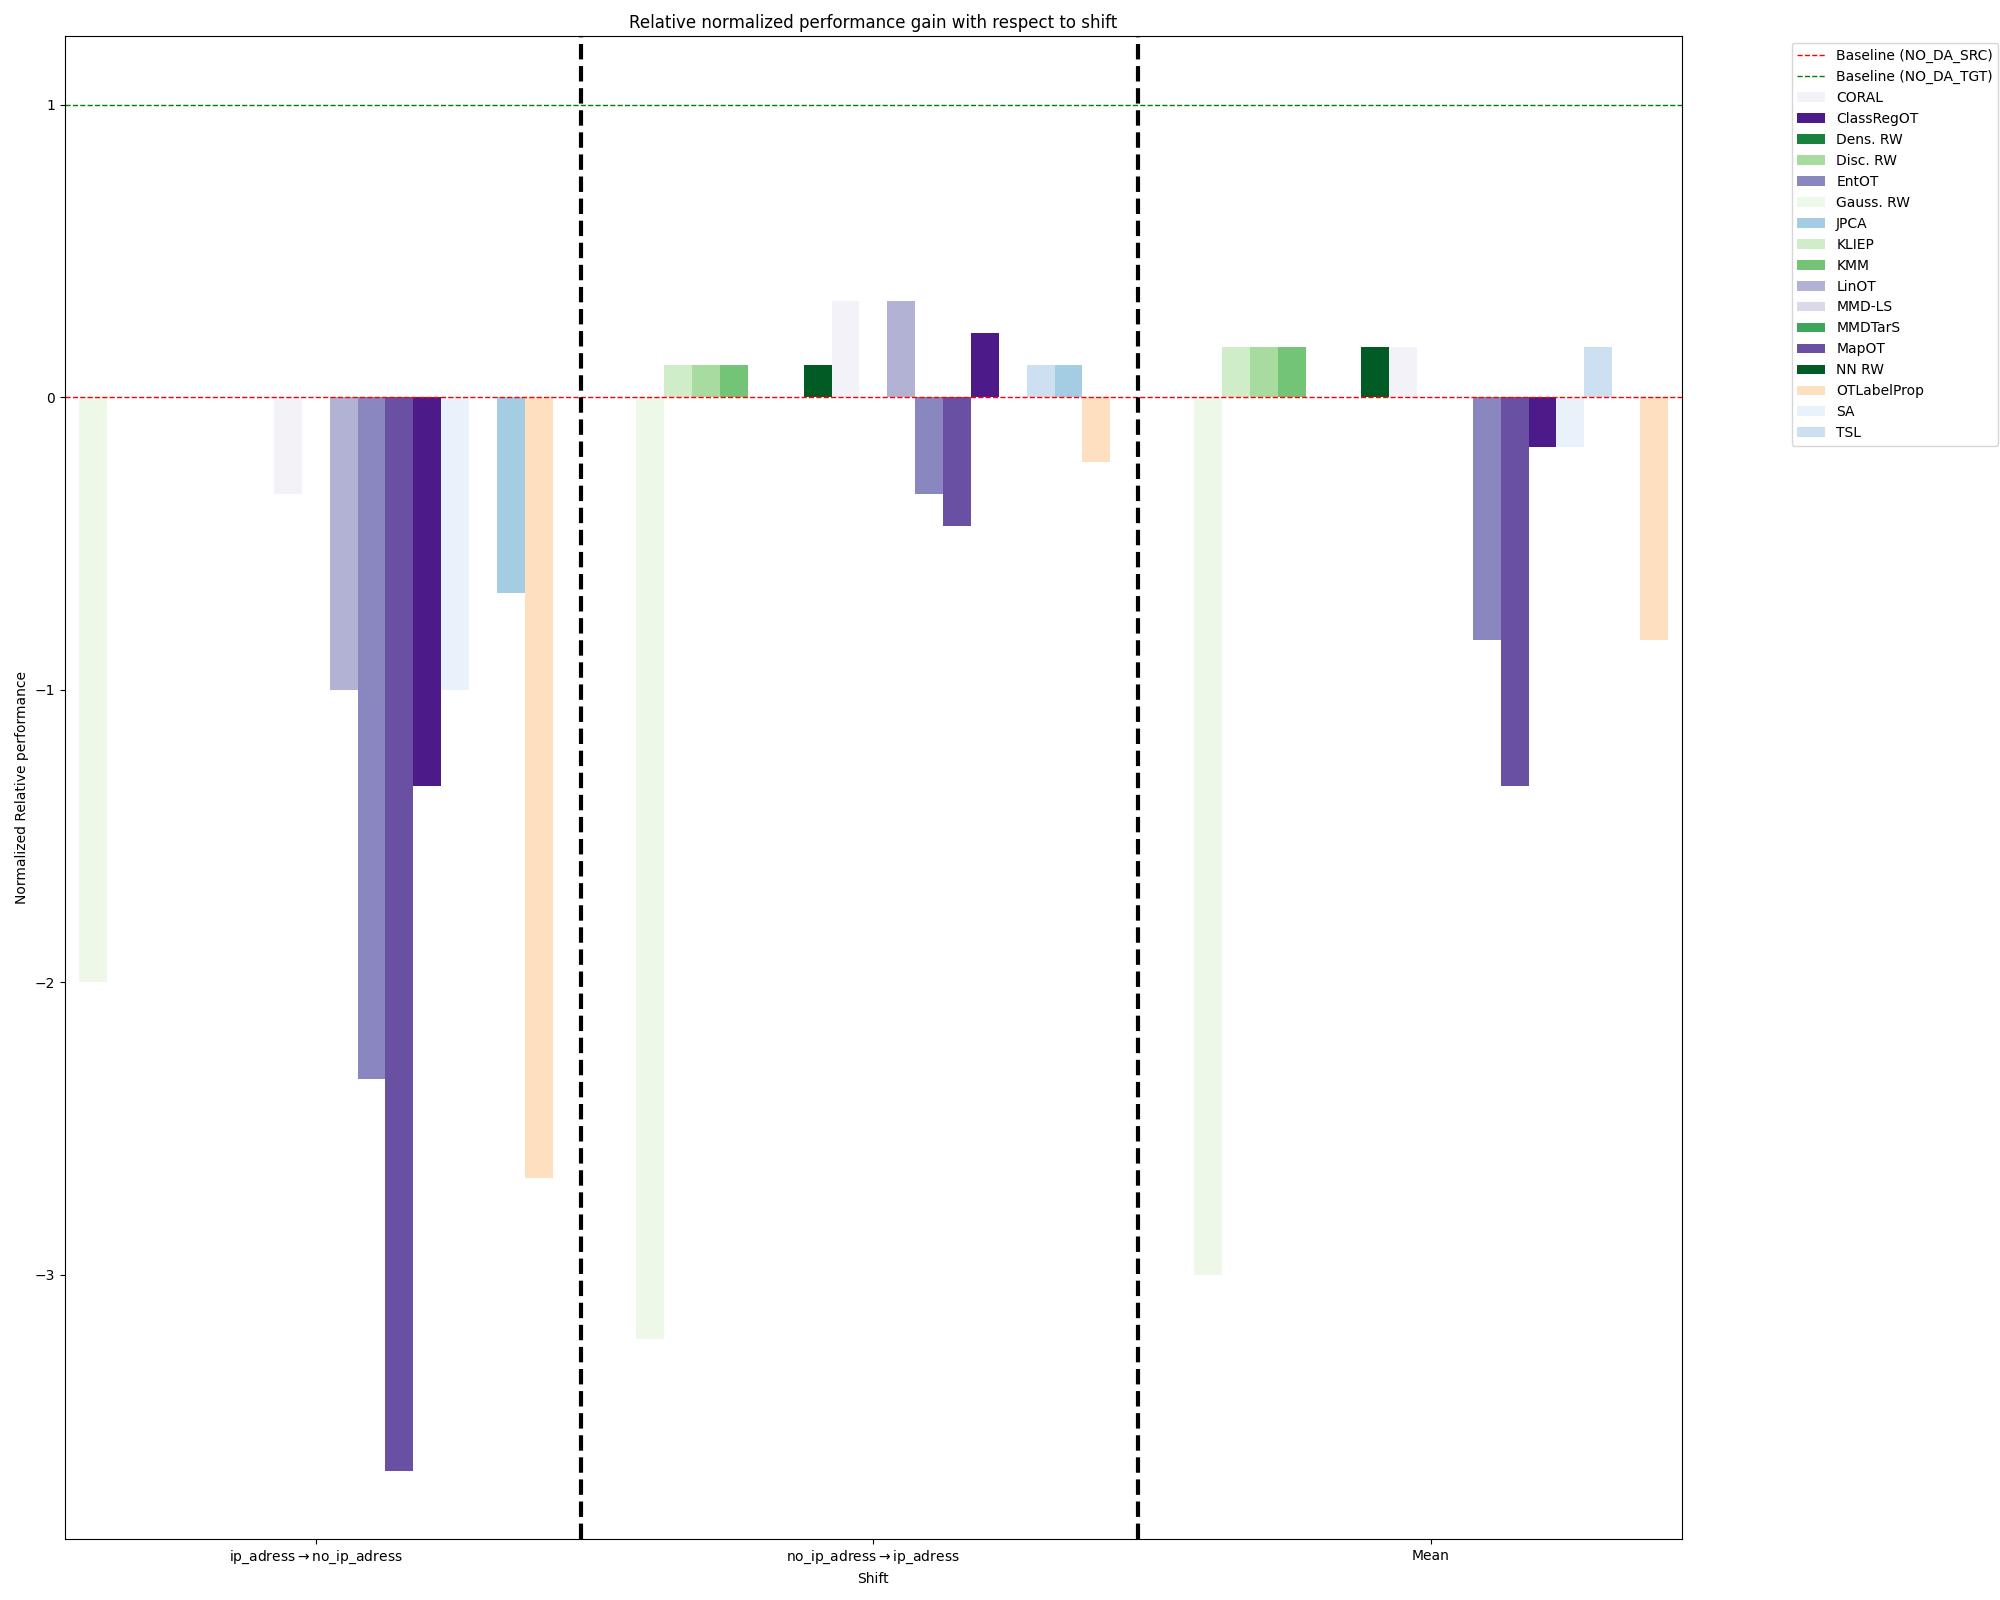 Relative normalized performance gain with respect to shift
Normalized Relative performance
1
0
−1
−2
−3
ip_adress→no_ip_adress
no_ip_adress→ip_adress
Mean
Shift
Baseline (NO_DA_SRC)
Baseline (NO_DA_TGT)
CORAL
ClassRegOT
Dens. RW
Disc. RW
EntOT
Gauss. RW
JPCA
KLIEP
KMM
LinOT
MMD-LS
MMDTarS
MapOT
NN RW
OTLabelProp
SA
TSL